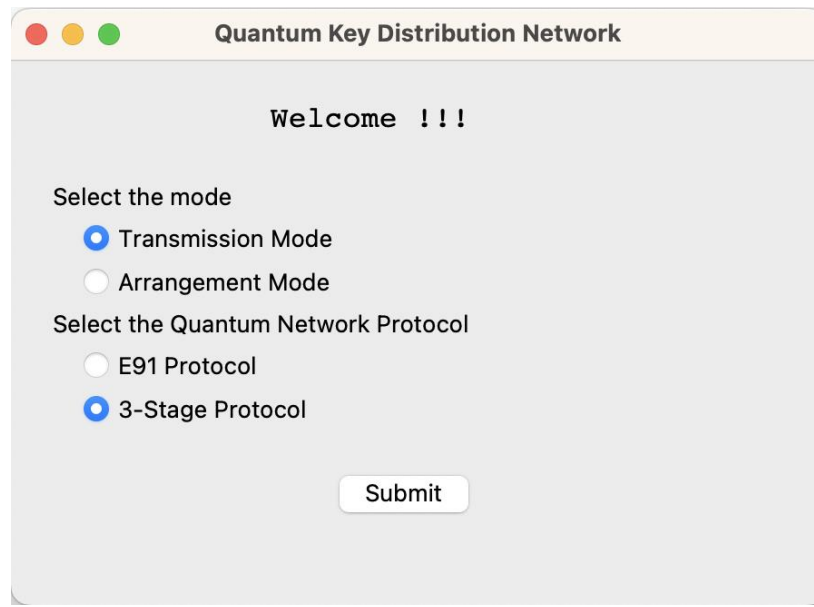 Quantum Key Distribution Network
Welcome !!!
Select the mode
Transmission Mode
Arrangement Mode
Select the Quantum Network Protocol
E91 Protocol
3-Stage Protocol
Submit